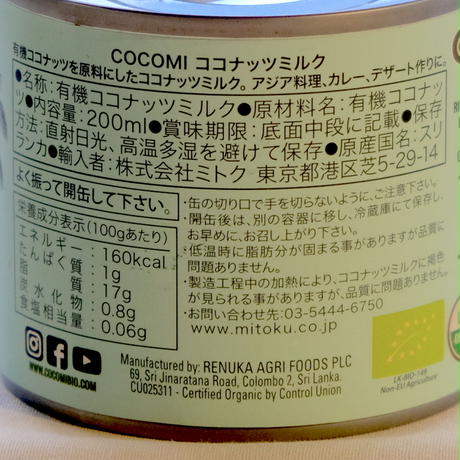 COCOMI ココナッツミルク
有機ココナッツを原料にしたココナッツミルク。アジア料理、カレー、デザート作りに。
●名称:有機ココナッツミルク●原材料名:有機ココナッ
ツ●内容量:200ml●賞味期限:底面中段に記載●保存
方法:直射日光、高温多湿を避けて保存●原産国名:スリ
ランカ●輸入者:株式会社ミトク 東京都港区芝5-29-14
よく振って開缶して下さい。
栄養成分表示(100gあたり)
エネルギー:160kcal
たんぱく質:1g
脂質:17g
炭水化物:0.8g
食塩相当量:0.06g
・缶の切り口で手を切らないように、ご注意下さい。
・開缶後は、別の容器に移し、冷蔵庫にて保存し、
お早めに、お召し上がり下さい。
・低温時に脂肪分が固まる事がありますが品質に
問題ありません。
・製造工程中の加熱により、ココナッツミルクに褐色
が見られる事がありますが、品質に問題ありません。
・お問い合わせ先:03-5444-6750
www.mitoku.co.jp
WWW.COCOMIBIO.COM
Manufactured by: RENUKA AGRI FOODS PLC
69, Sri Jinaratana Road, Colombo 2, Sri Lanka.
CU025311 - Certified Organic by Control Union
LK-BIO-149
Non-EU Agriculture